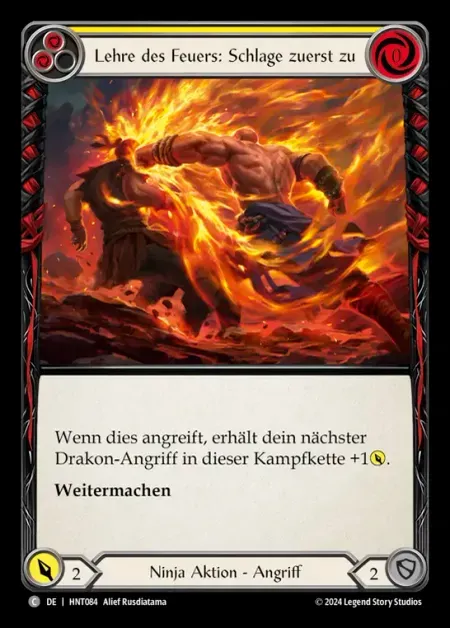 Lehre des Feuers: Schlage zuerst zu
0
Wenn dies angreift, erhält dein nächster
Drakon-Angriff in dieser Kampfkette +1.
Weitermachen
2
Ninja Aktion - Angriff
2
C DE | HNT084 Alief Rusdiatama
© 2024 Legend Story Studios